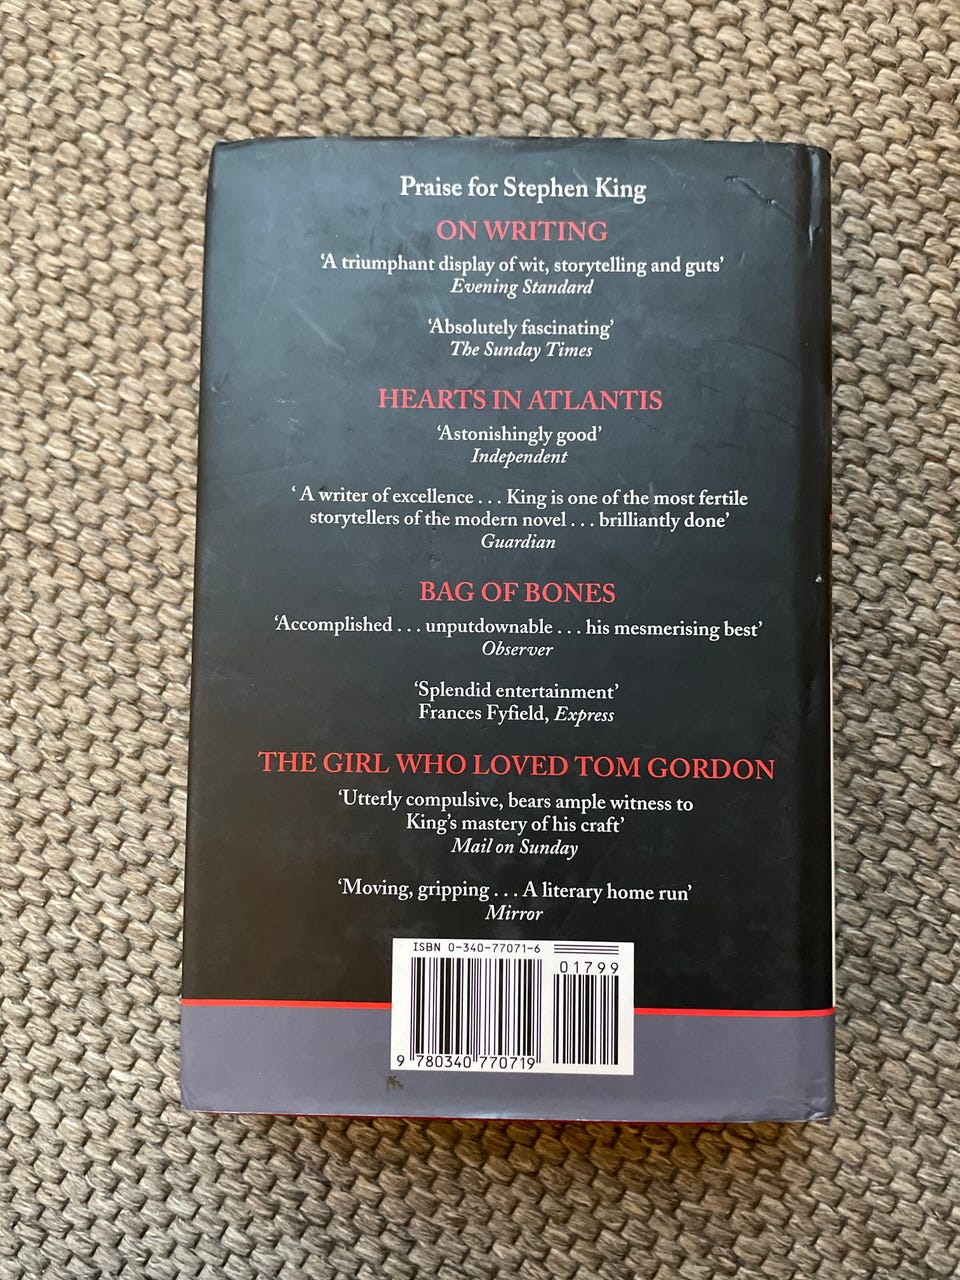 Praise for Stephen King
ON WRITING
‘A triumphant display of wit, storytelling and guts’
Evening Standard
‘Absolutely fascinating’
The Sunday Times
HEARTS IN ATLANTIS
‘Astonishingly good’
Independent
‘ A writer of excellence . . . King is one of the most fertile
storytellers of the modern novel . . . brilliantly done’
Guardian
BAG OF BONES
‘Accomplished . . . unputdownable . . . his mesmerising best’
Observer
‘Splendid entertainment’
Frances Fyfield, Express
THE GIRL WHO LOVED TOM GORDON
‘Utterly compulsive, bears ample witness to
King’s mastery of his craft’
Mail on Sunday
‘Moving, gripping . . . A literary home run’
Mirror
ISBN 0-340-77071-6
01799
9 780340 770719